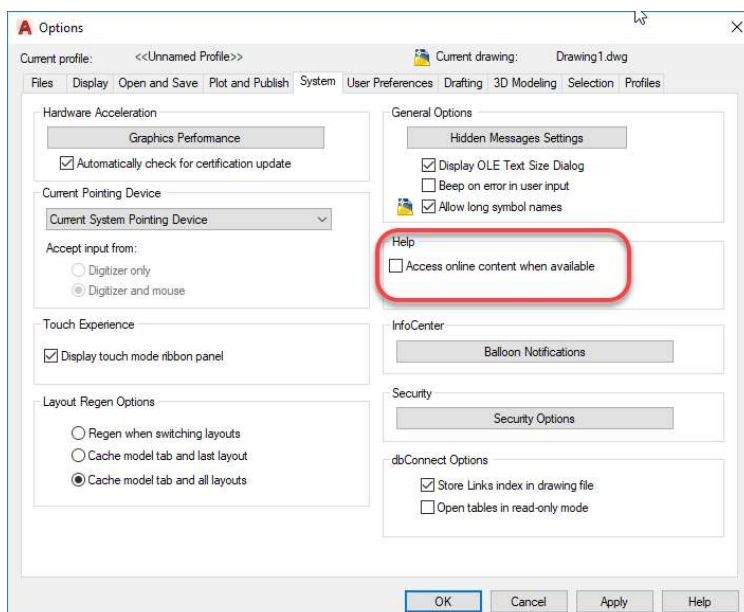 A Options
Current profile: <<Unnamed Profile>> Current drawing: Drawing1.dwg
Files Display Open and Save Plot and Publish System User Preferences Drafting 3D Modeling Selection Profiles
Hardware Acceleration
Graphics Performance
Automatically check for certification update
Current Pointing Device
Current System Pointing Device
Accept input from:
Digitizer only
Digitizer and mouse
Touch Experience
Display touch mode ribbon panel
Layout Regen Options
Regen when switching layouts
Cache model tab and last layout
Cache model tab and all layouts
General Options
Hidden Messages Settings
Display OLE Text Size Dialog
Beep on error in user input
Allow long symbol names
Help
Access online content when available
InfoCenter
Balloon Notifications
Security
Security Options
dbConnect Options
Store Links index in drawing file
Open tables in read-only mode
OK Cancel Apply Help